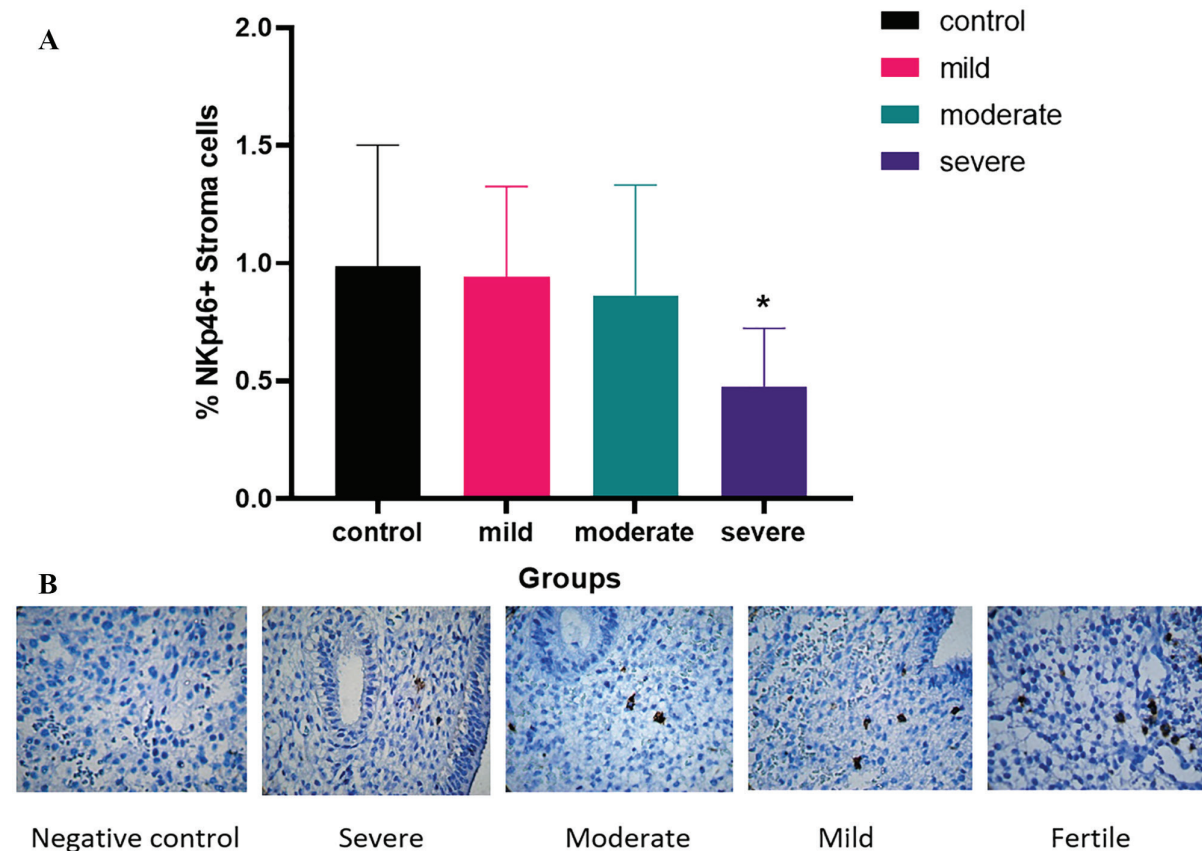 A
% NKp46+ Stroma cells
2.0
1.5
1.0
0.5
0.0
*
control mild moderate severe
Groups
control
mild
moderate
severe
B
Negative control Severe Moderate Mild Fertile